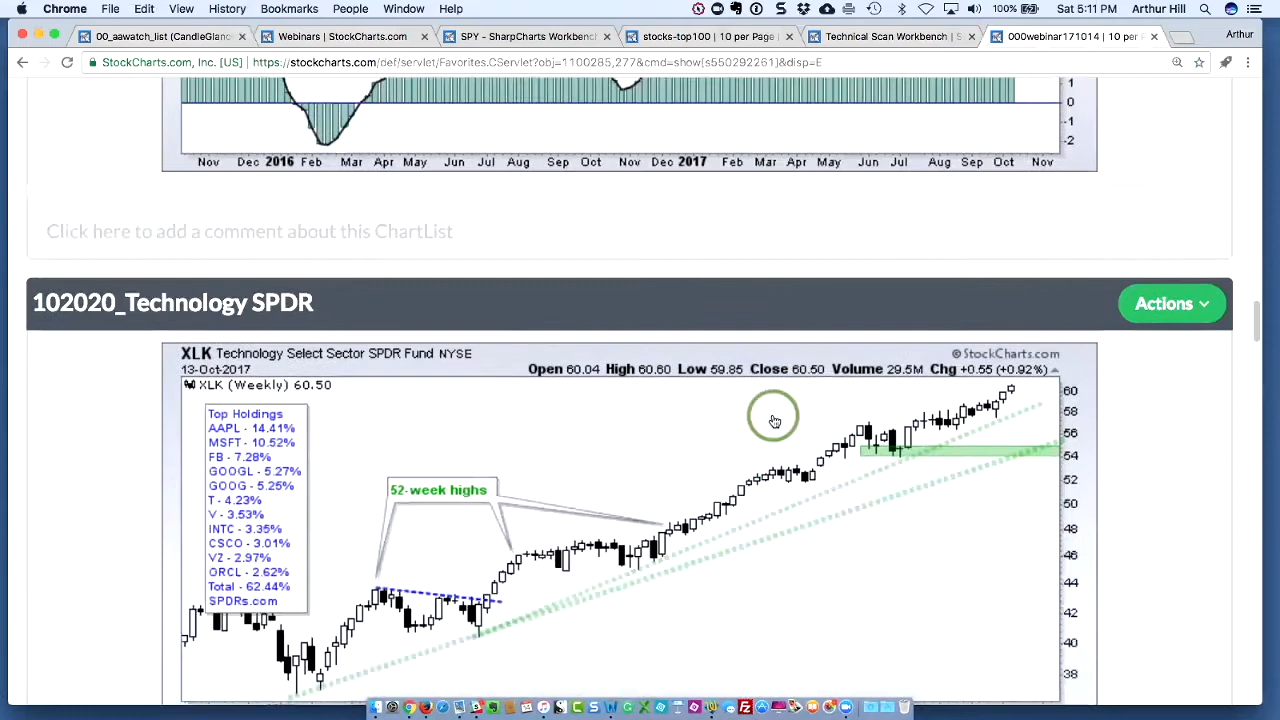 Chrome File Edit View History Bookmarks People Window Help 100% Sat 5:11 PM Arthur Hill
00_aawatch_list (CandleGlanc Webinars | StockCharts.com SPY - SharpCharts Workbenc stocks-top100 | 10 per Page | Technical Scan Workbench | S 000webinar171014 | 10 per P Arthur
StockCharts.com, Inc. [US] | https://stockcharts.com/def/servlet/Favorites.CServlet?obj=1100285,277&cmd=show[s550292261]&disp=E
1
0
-1
-2
Nov Dec 2016 Feb Mar Apr May Jun Jul Aug Sep Oct Nov Dec 2017 Feb Mar Apr May Jun Jul Aug Sep Oct Nov
Click here to add a comment about this ChartList
102020_Technology SPDR Actions
XLK Technology Select Sector SPDR Fund NYSE ©StockCharts.com
13-Oct-2017 Open 60.04 High 60.60 Low 59.85 Close 60.50 Volume 29.5M Chg +0.55 (+0.92%)
XLK (Weekly) 60.50
Top Holdings
AAPL - 14.41%
MSFT - 10.52%
FB - 7.28%
GOOGL - 5.27%
GOOG - 5.25%
T - 4.23%
V - 3.53%
INTC - 3.35%
CSCO - 3.01%
VZ - 2.97%
ORCL - 2.62%
Total - 62.44%
SPDRs.com
52-week highs
60
58
56
54
52
50
48
46
44
42
40
38